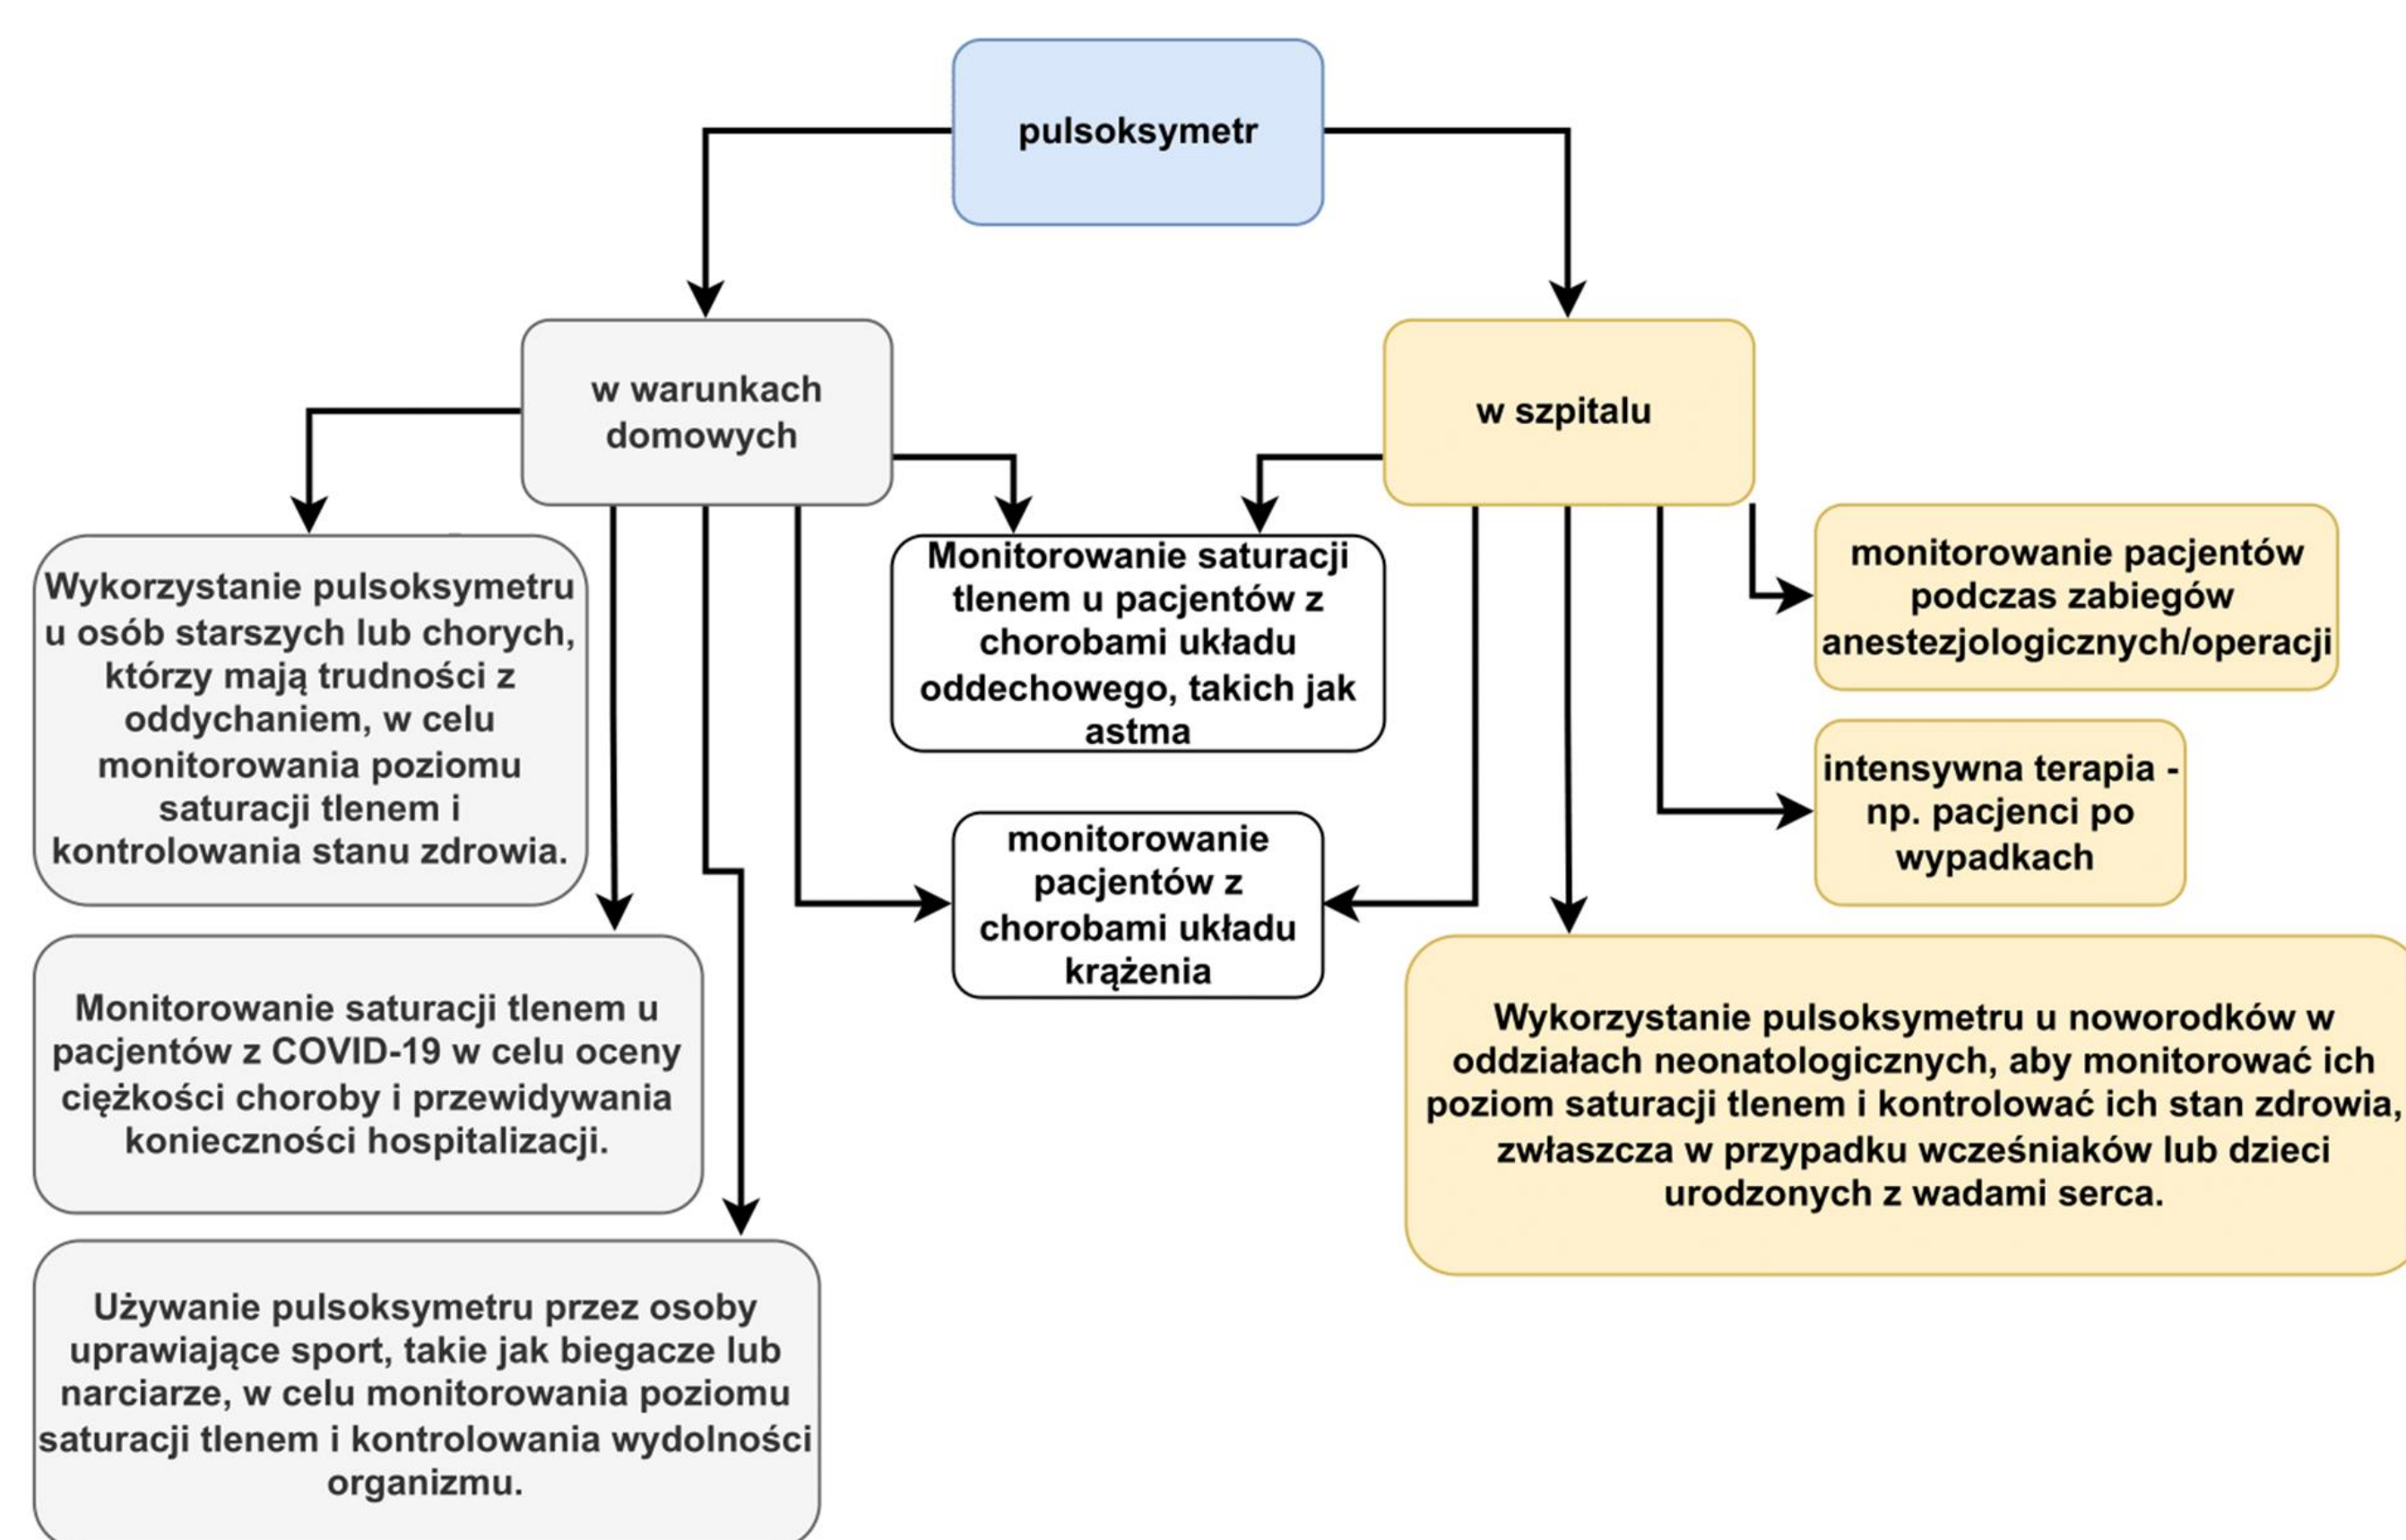 pulsoksymetr
w warunkach
domowych
w szpitalu
Wykorzystanie pulsoksymetru
u osób starszych lub chorych,
którzy mają trudności z
oddychaniem, w celu
monitorowania poziomu
saturacji tlenem i
kontrolowania stanu zdrowia.
Monitorowanie saturacji
tlenem u pacjentów z
chorobami układu
oddechowego, takich jak
astma
monitorowanie pacjentów
podczas zabiegów
anestezjologicznych/operacji
intensywna terapia -
np. pacjenci po
wypadkach
monitorowanie
pacjentów z
chorobami układu
krążenia
Monitorowanie saturacji tlenem u
pacjentów z COVID-19 w celu oceny
ciężkości choroby i przewidywania
konieczności hospitalizacji.
Wykorzystanie pulsoksymetru u noworodków w
oddziałach neonatologicznych, aby monitorować ich
poziom saturacji tlenem i kontrolować ich stan zdrowia,
zwłaszcza w przypadku wcześniaków lub dzieci
urodzonych z wadami serca.
Używanie pulsoksymetru przez osoby
uprawiające sport, takie jak biegacze lub
narciarze, w celu monitorowania poziomu
saturacji tlenem i kontrolowania wydolności
organizmu.